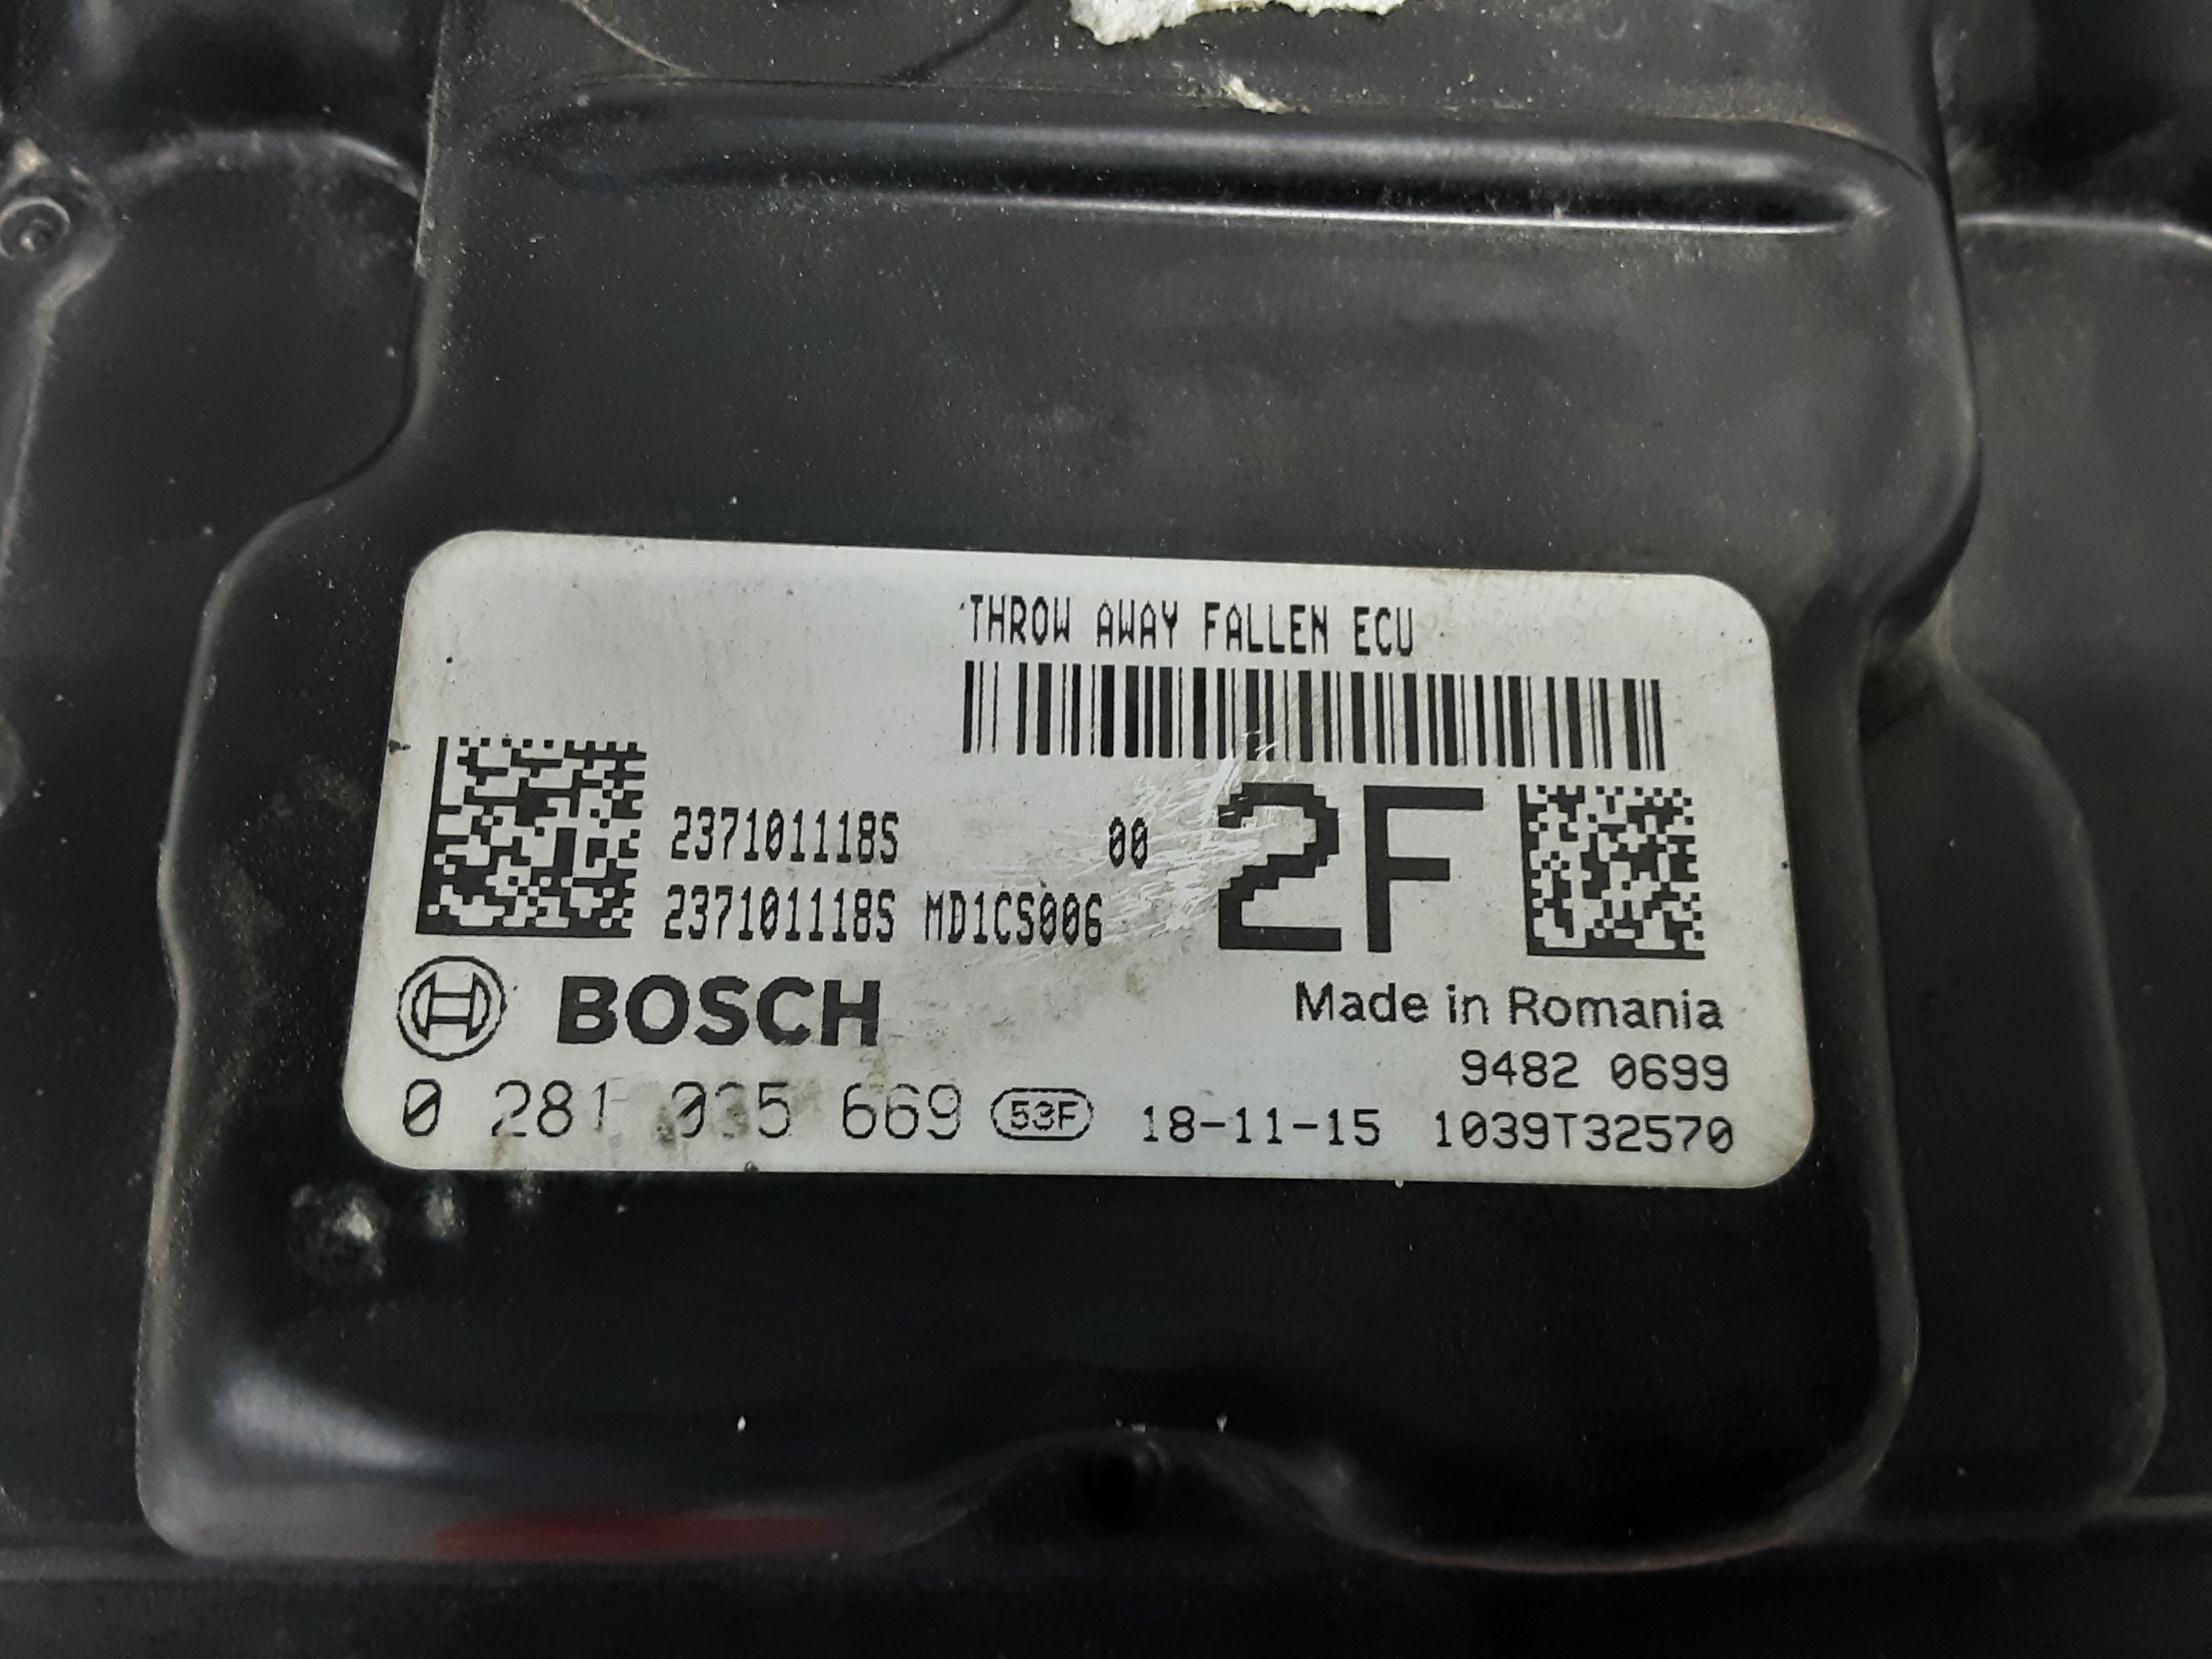 THROW AWAY FALLEN ECU
237101118S 00 2F
237101118S MD1CS006
BOSCH
Made in Romania
9482 0699
0 281 035 669 53F 18-11-15 1039T32570